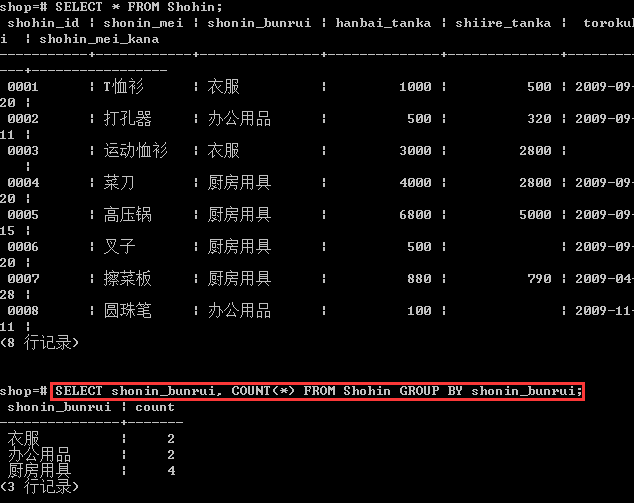 shop=# SELECT * FROM Shohin;
 shohin_id | shonin_mei | shonin_bunrui | hanbai_tanka | shiire_tanka | toroku
i | shohin_mei_kana
-----------+------------+---------------+--------------+--------------+--------
---+-----------------
 0001      | T恤衫      | 衣服          |         1000 |          500 | 2009-09-
20 |
 0002      | 打孔器     | 办公用品      |          500 |          320 | 2009-09-
11 |
 0003      | 运动恤衫   | 衣服          |         3000 |         2800 |
   |
 0004      | 菜刀       | 厨房用具      |         4000 |         2800 | 2009-09-
20 |
 0005      | 高压锅     | 厨房用具      |         6800 |         5000 | 2009-09-
15 |
 0006      | 叉子       | 厨房用具      |          500 |              | 2009-09-
20 |
 0007      | 擦菜板     | 厨房用具      |          880 |          790 | 2009-04-
28 |
 0008      | 圆珠笔     | 办公用品      |          100 |              | 2009-11-
11 |
(8 行记录)
shop=# SELECT shonin_bunrui, COUNT(*) FROM Shohin GROUP BY shonin_bunrui;
 shonin_bunrui | count
---------------+-------
 衣服          |     2
 办公用品      |     2
 厨房用具      |     4
(3 行记录)